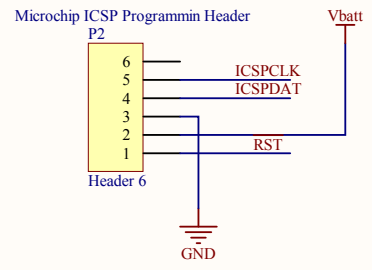 Microchip ICSP Programmin Header
P2
Vbatt
6
5
ICSPCLK
4
ICSPDAT
3
2
1
RST
Header 6
GND